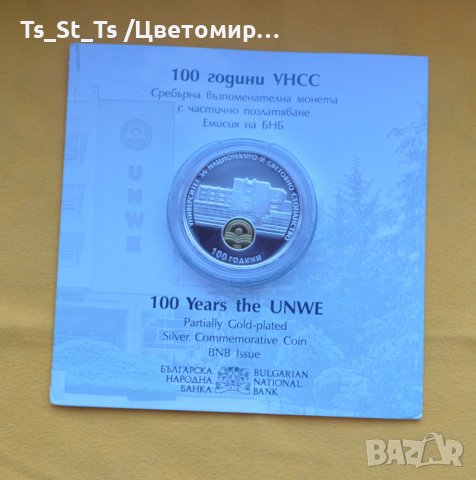 Ts_St_Ts /Цветомир...
100 години УНСС
Сребърна възпоменателна монета
с частично позлатяване
Емисия на БНБ
UNWE
УНИВЕРСИТЕТ ЗА НАЦИОНАЛНО И СВЕТОВНО СТОПАНСТВО
100 ГОДИНИ
100 Years the UNWE
Partially Gold-plated
Silver Commemorative Coin
BNB Issue
БЪЛГАРСКА
НАРОДНА
БАНКА
BULGARIAN
NATIONAL
BANK
BAZAR